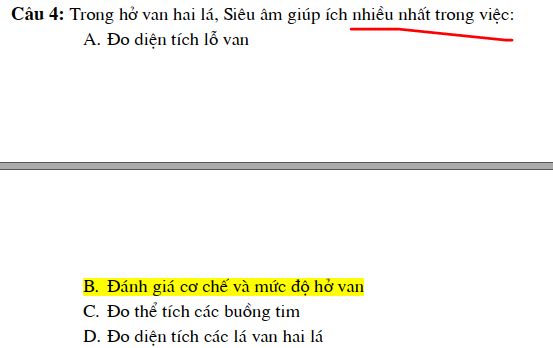 Câu 4: Trong hở van hai lá, Siêu âm giúp ích nhiều nhất trong việc:
A. Đo diện tích lỗ van
B. Đánh giá cơ chế và mức độ hở van
C. Đo thể tích các buồng tim
D. Đo diện tích các lá van hai lá